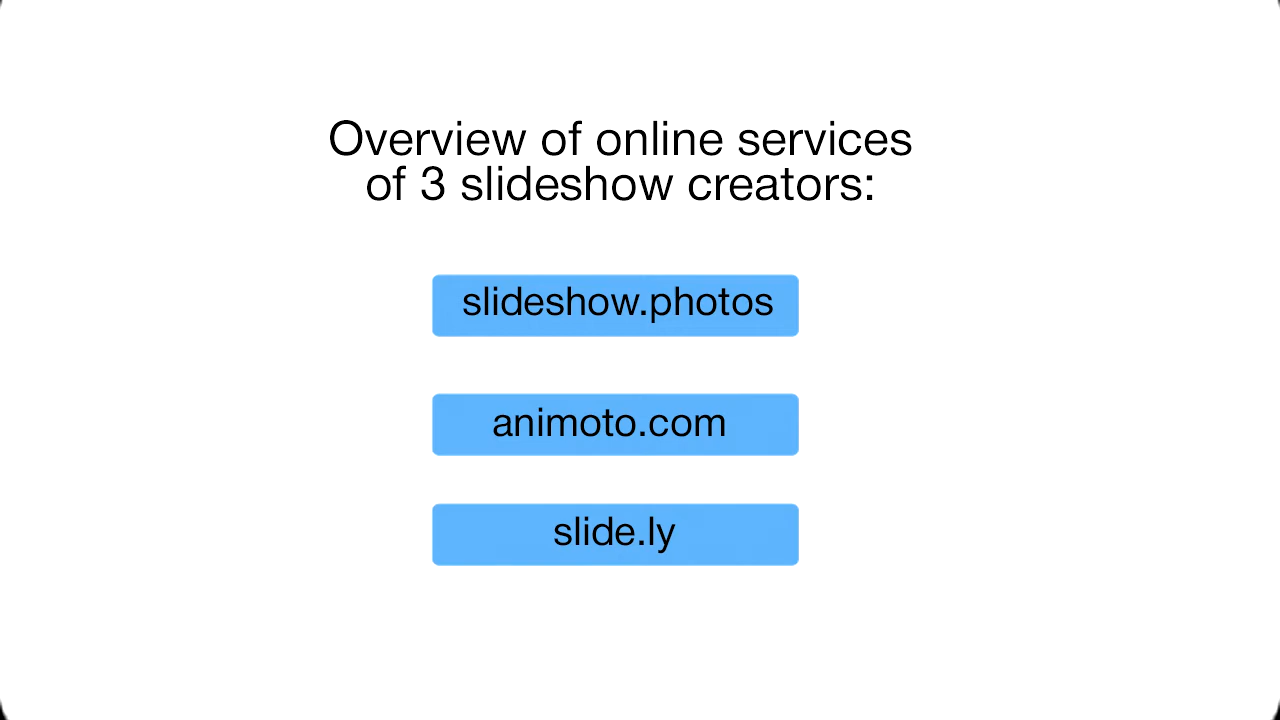 Overview of online services
of 3 slideshow creators:
slideshow.photos
animoto.com
slide.ly